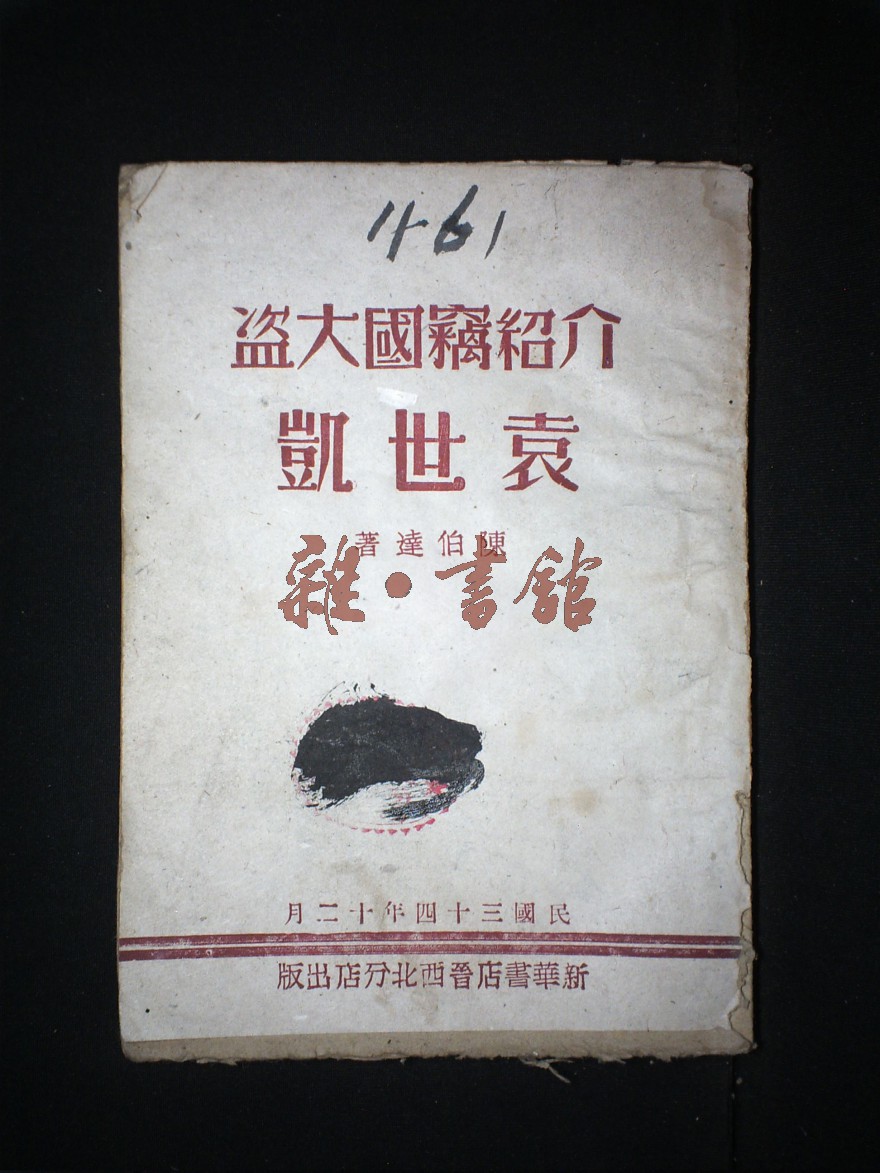 461
介紹竊國大盜
袁世凱
陳伯達著
雜·書館
民國三十四年十二月
新華書店晉西北分店出版